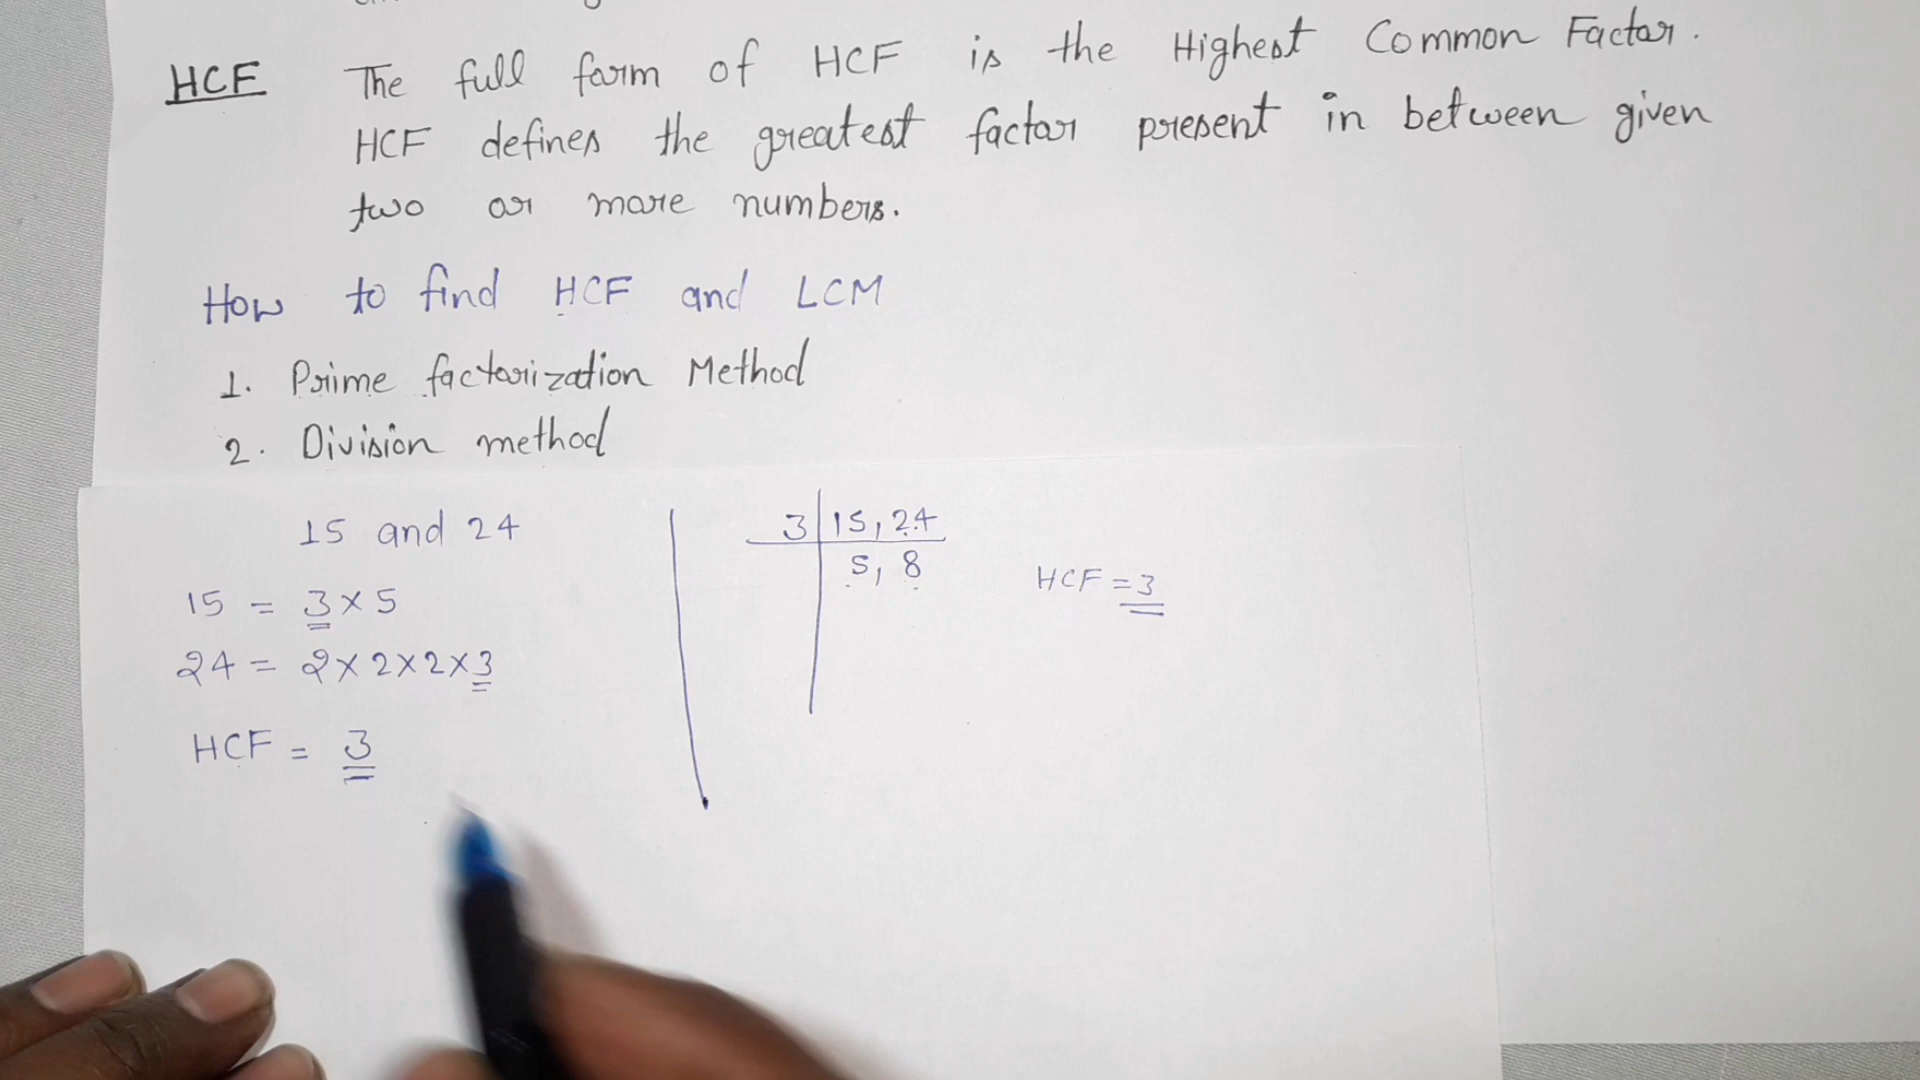 HCF The full form of HCF is the Highest Common Factor.
HCF defines the greatest factor present in between given
two or more numbers.
How to find HCF and LCM
1. Prime factorization Method
2. Division method
15 and 24
15 = 3 × 5
24 = 2 × 2 × 2 × 3
HCF = 3
3 | 15, 24
5, 8
HCF = 3